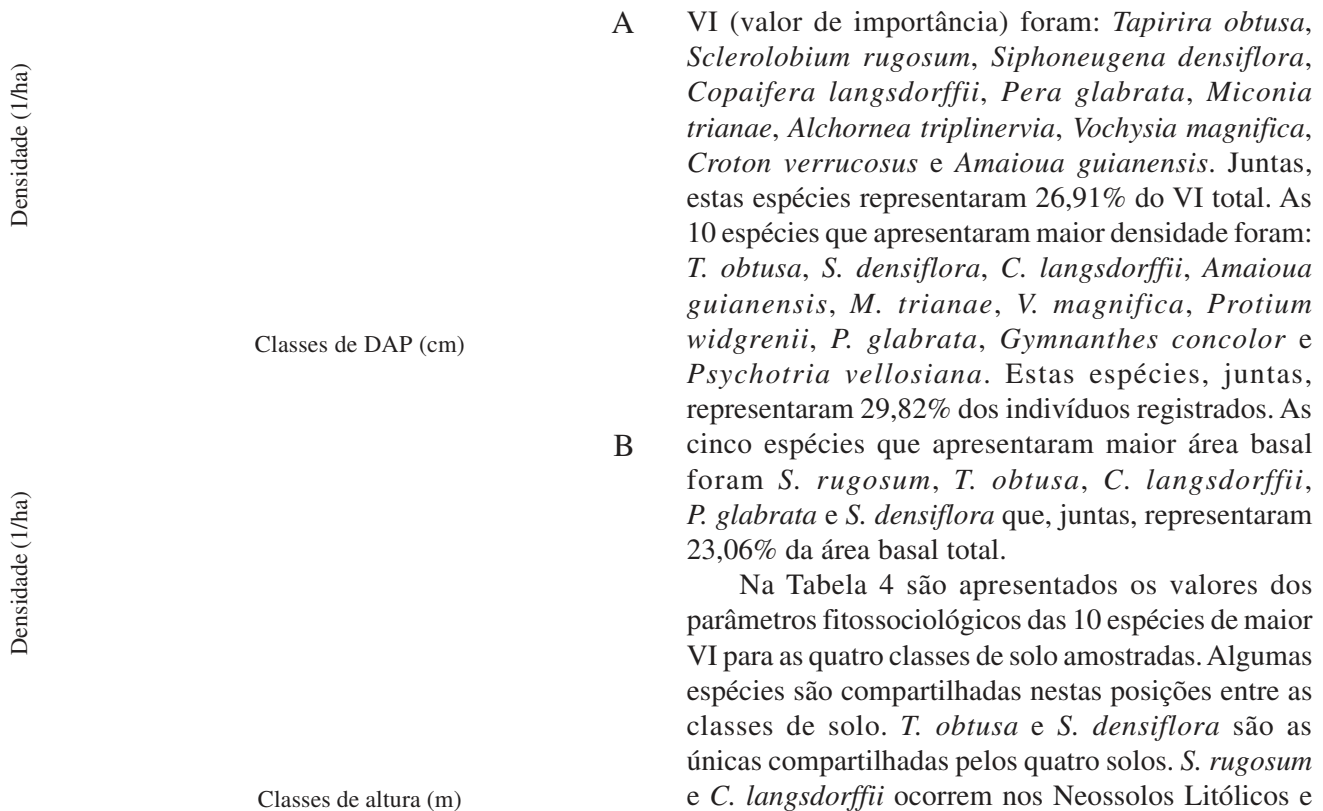 A
Densidade (1/ha)
Classes de DAP (cm)
B
Densidade (1/ha)
Classes de altura (m)
VI (valor de importância) foram: Tapirira obtusa,
Sclerolobium rugosum, Siphoneugena densiflora,
Copaifera langsdorffii, Pera glabrata, Miconia
trianae, Alchornea triplinervia, Vochysia magnifica,
Croton verrucosus e Amaioua guianensis. Juntas,
estas espécies representaram 26,91% do VI total. As
10 espécies que apresentaram maior densidade foram:
T. obtusa, S. densiflora, C. langsdorffii, Amaioua
guianensis, M. trianae, V. magnifica, Protium
widgrenii, P. glabrata, Gymnanthes concolor e
Psychotria vellosiana. Estas espécies, juntas,
representaram 29,82% dos indivíduos registrados. As
cinco espécies que apresentaram maior área basal
foram S. rugosum, T. obtusa, C. langsdorffii,
P. glabrata e S. densiflora que, juntas, representaram
23,06% da área basal total.
Na Tabela 4 são apresentados os valores dos
parâmetros fitossociológicos das 10 espécies de maior
VI para as quatro classes de solo amostradas. Algumas
espécies são compartilhadas nestas posições entre as
classes de solo. T. obtusa e S. densiflora são as
únicas compartilhadas pelos quatro solos. S. rugosum
e C. langsdorffii ocorrem nos Neossolos Litólicos e